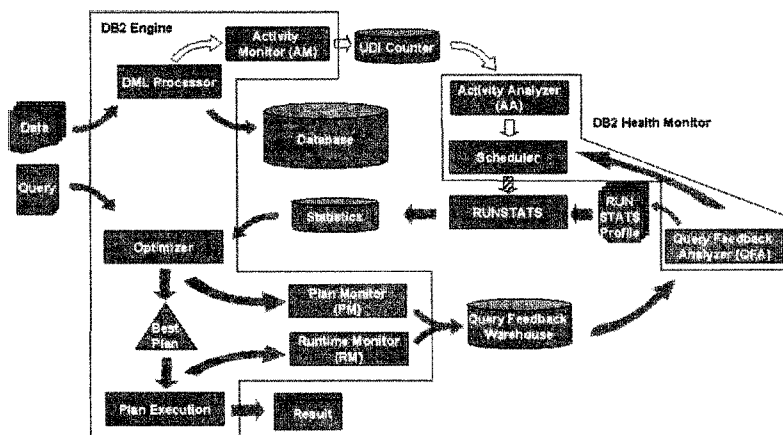 DB2 Engine
Activity
Monitor (AM)
UDI Counter
DML Processor
Activity Analyzer
(AA)
DB2 Health Monitor
Data
Database
Scheduler
Query
Statistics
RUNSTATS
RUN
STATS
Profile
Optimizer
Query Feedback
Analyzer (QFA)
Plan Monitor
(PM)
Best
Plan
Query Feedback
Warehouse
Runtime Monitor
(RM)
Plan Execution
Result